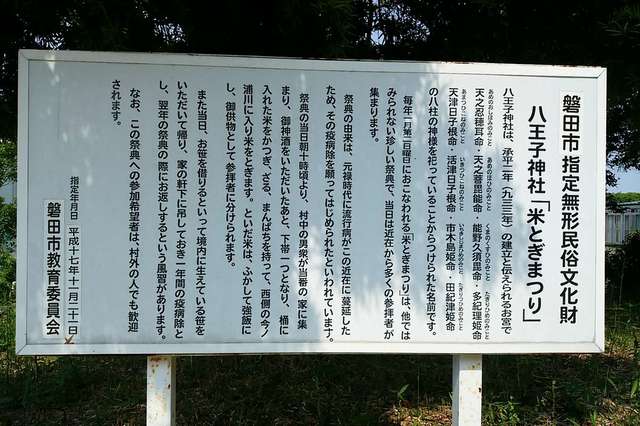 磐田市 指定無形民俗文化財
八王子神社「米とぎまつり」
八王子神社は、承平二年（九三二年）の建立と伝えられるお宮で
天之忍穂耳命・天之菩毘能命・能野久須毘命・多紀理姫命
天津日子根命・活津日子根命・市木島姫命・田紀津姫命
の八柱の神様を祀っていることからつけられた名前です。
毎年一月第二日曜日におこなわれる「米とぎまつり」は、他では
みられない珍しい祭典で、当日は近在から多くの参拝者が
集まります。
祭典の由来は、元禄時代に流行病がこの近在に蔓延した
ため、その疫病除を願ってはじめられたといわれています。
祭典の当日朝十時頃より、村中の男衆が当番の家に集
まり、御神酒をいただいたあと、下帯一つとなり、桶に
入れた米をかつぎ、ざる、まんぱちを持って、西側の今ノ
浦川に入り米をとぎます。といだ米は、ふかして強飯に
し、御供物として参拝者に分けられます。
また当日、お笹を借りるといって境内に生えている笹を
いただいて帰り、家の軒下に吊しておき一年間の疫病除と
し、翌年の祭典の際にお返しするという風習があります。
なお、この祭典への参加希望者は、村外の人でも歓迎
されます。
指定年月日 平成十七年十一月二十一日
磐田市教育委員会